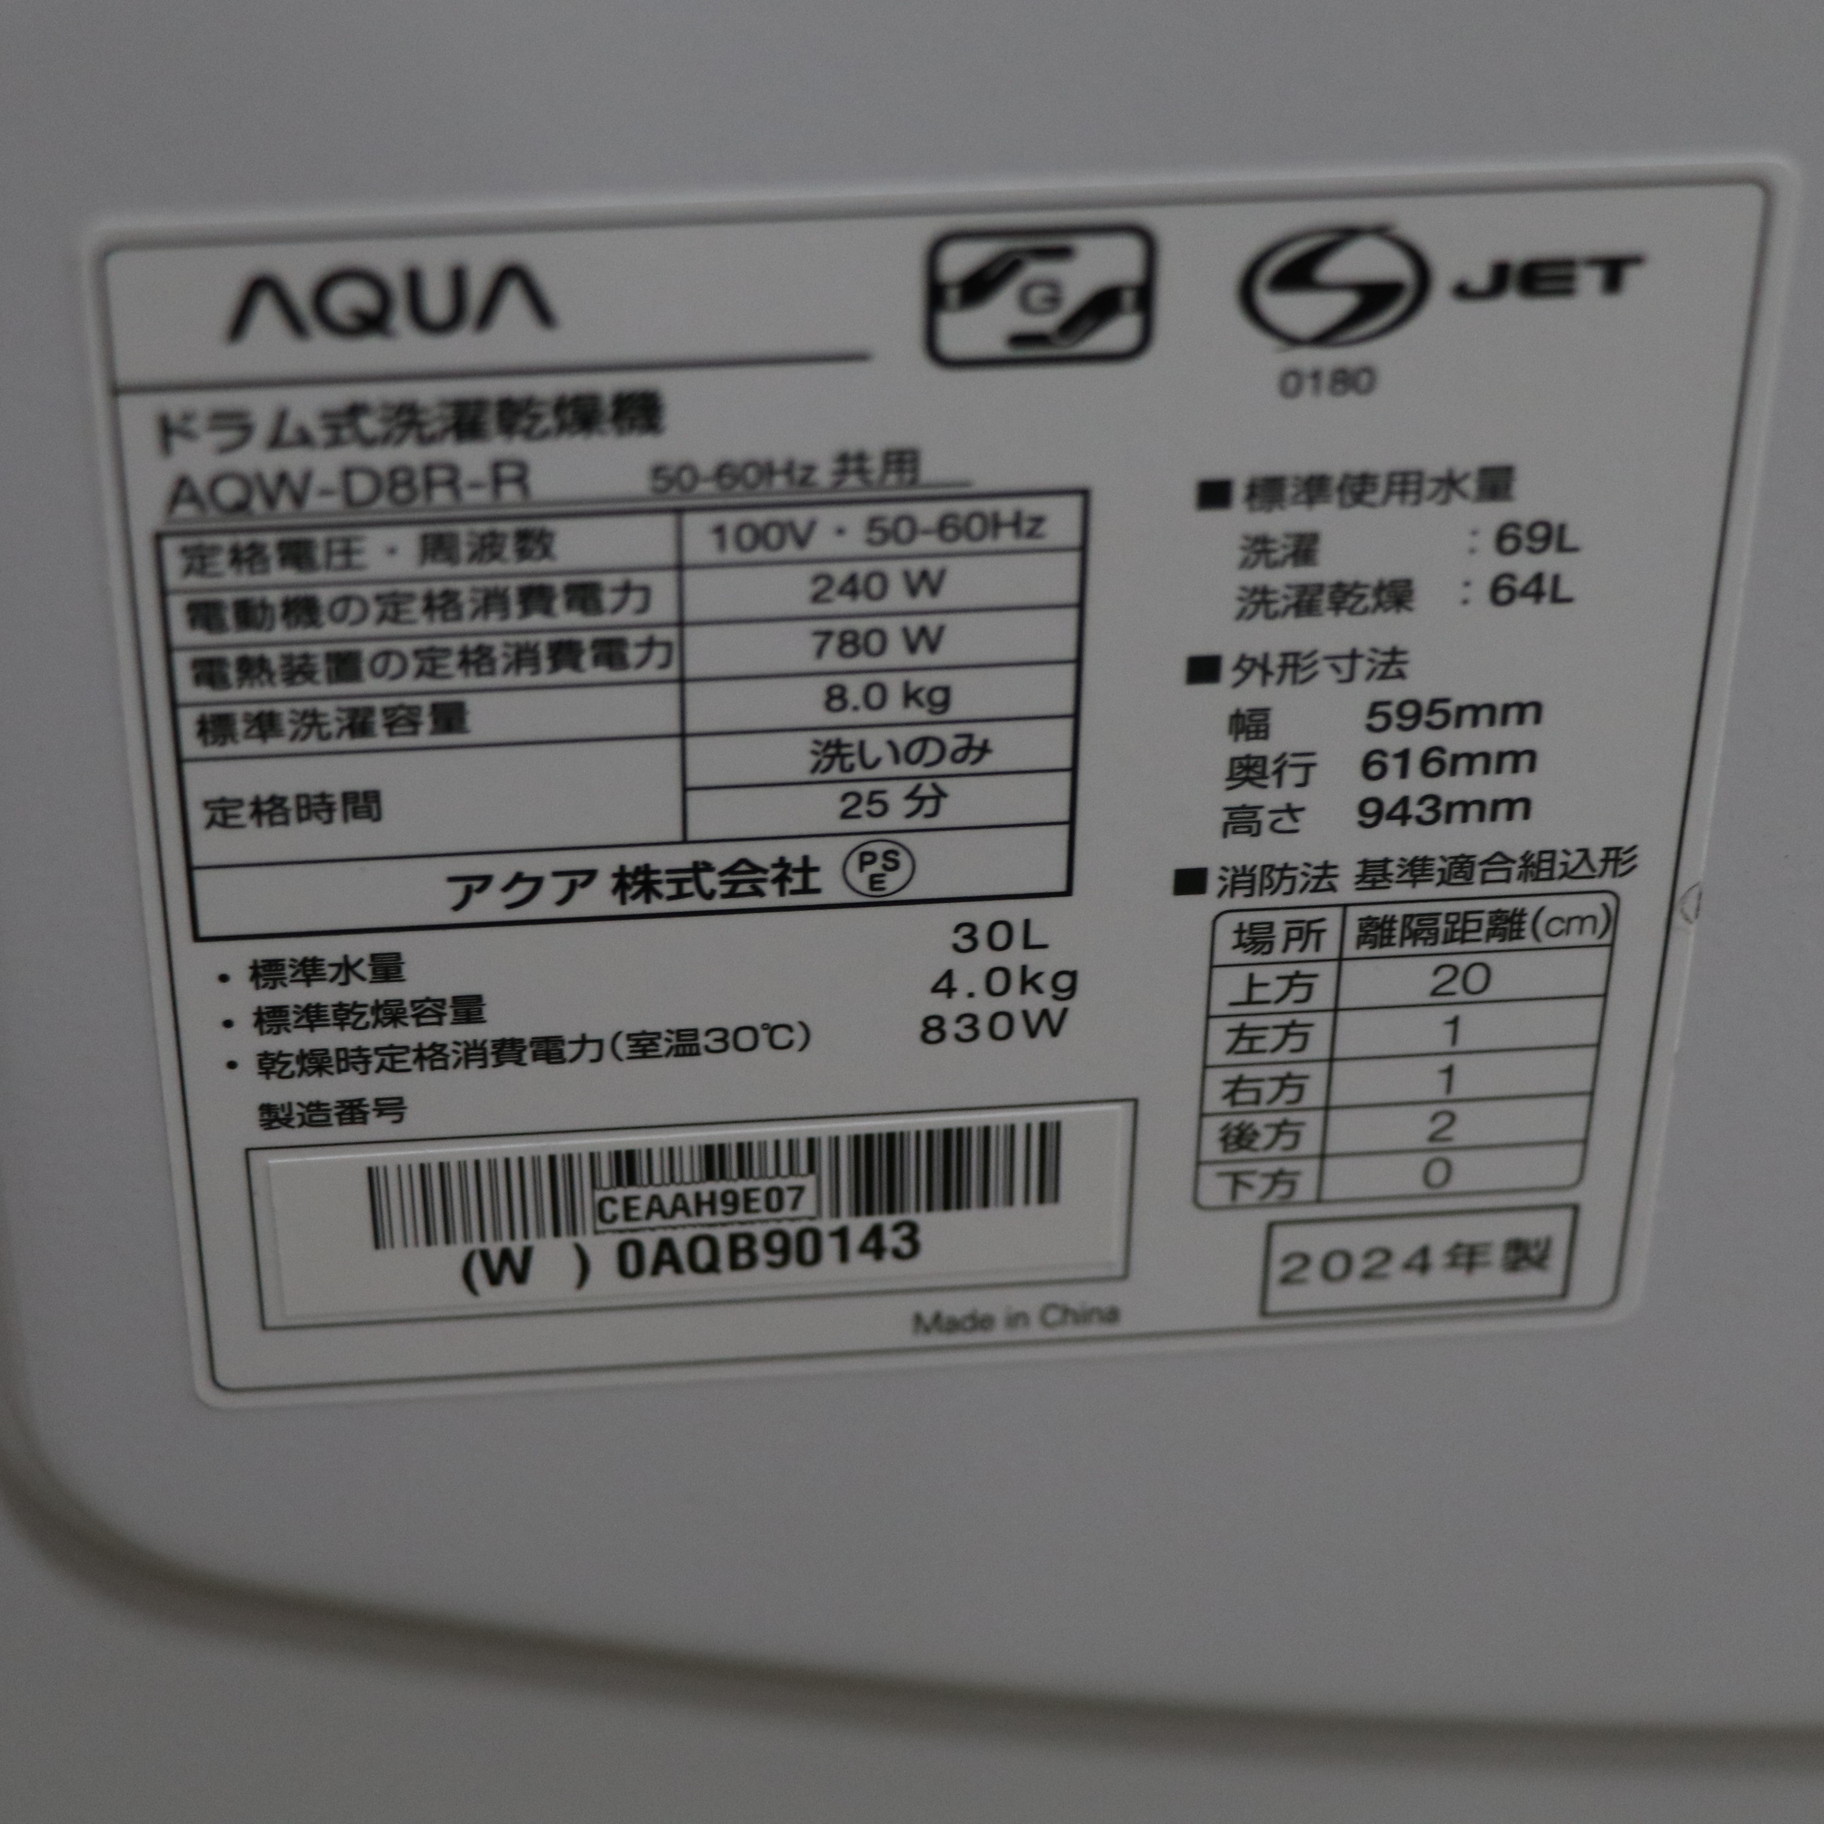 AQUA
G
S JET
0180
ドラム式洗濯乾燥機
AQW-D8R-R 50-60Hz 共用
定格電圧・周波数 100V・50-60Hz
電動機の定格消費電力 240 W
電熱装置の定格消費電力 780 W
標準洗濯容量 8.0 kg
定格時間 洗いのみ
25 分
アクア 株式会社 PSE
・標準水量 30L
・標準乾燥容量 4.0kg
・乾燥時定格消費電力(室温30℃) 830W
製造番号
CEAAH9E07
(W ) 0AQB90143
Made in China
■標準使用水量
洗濯 : 69L
洗濯乾燥 : 64L
■外形寸法
幅 595mm
奥行 616mm
高さ 943mm
■消防法 基準適合組込形
場所 離隔距離(cm)
上方 20
左方 1
右方 1
後方 2
下方 0
2024年製